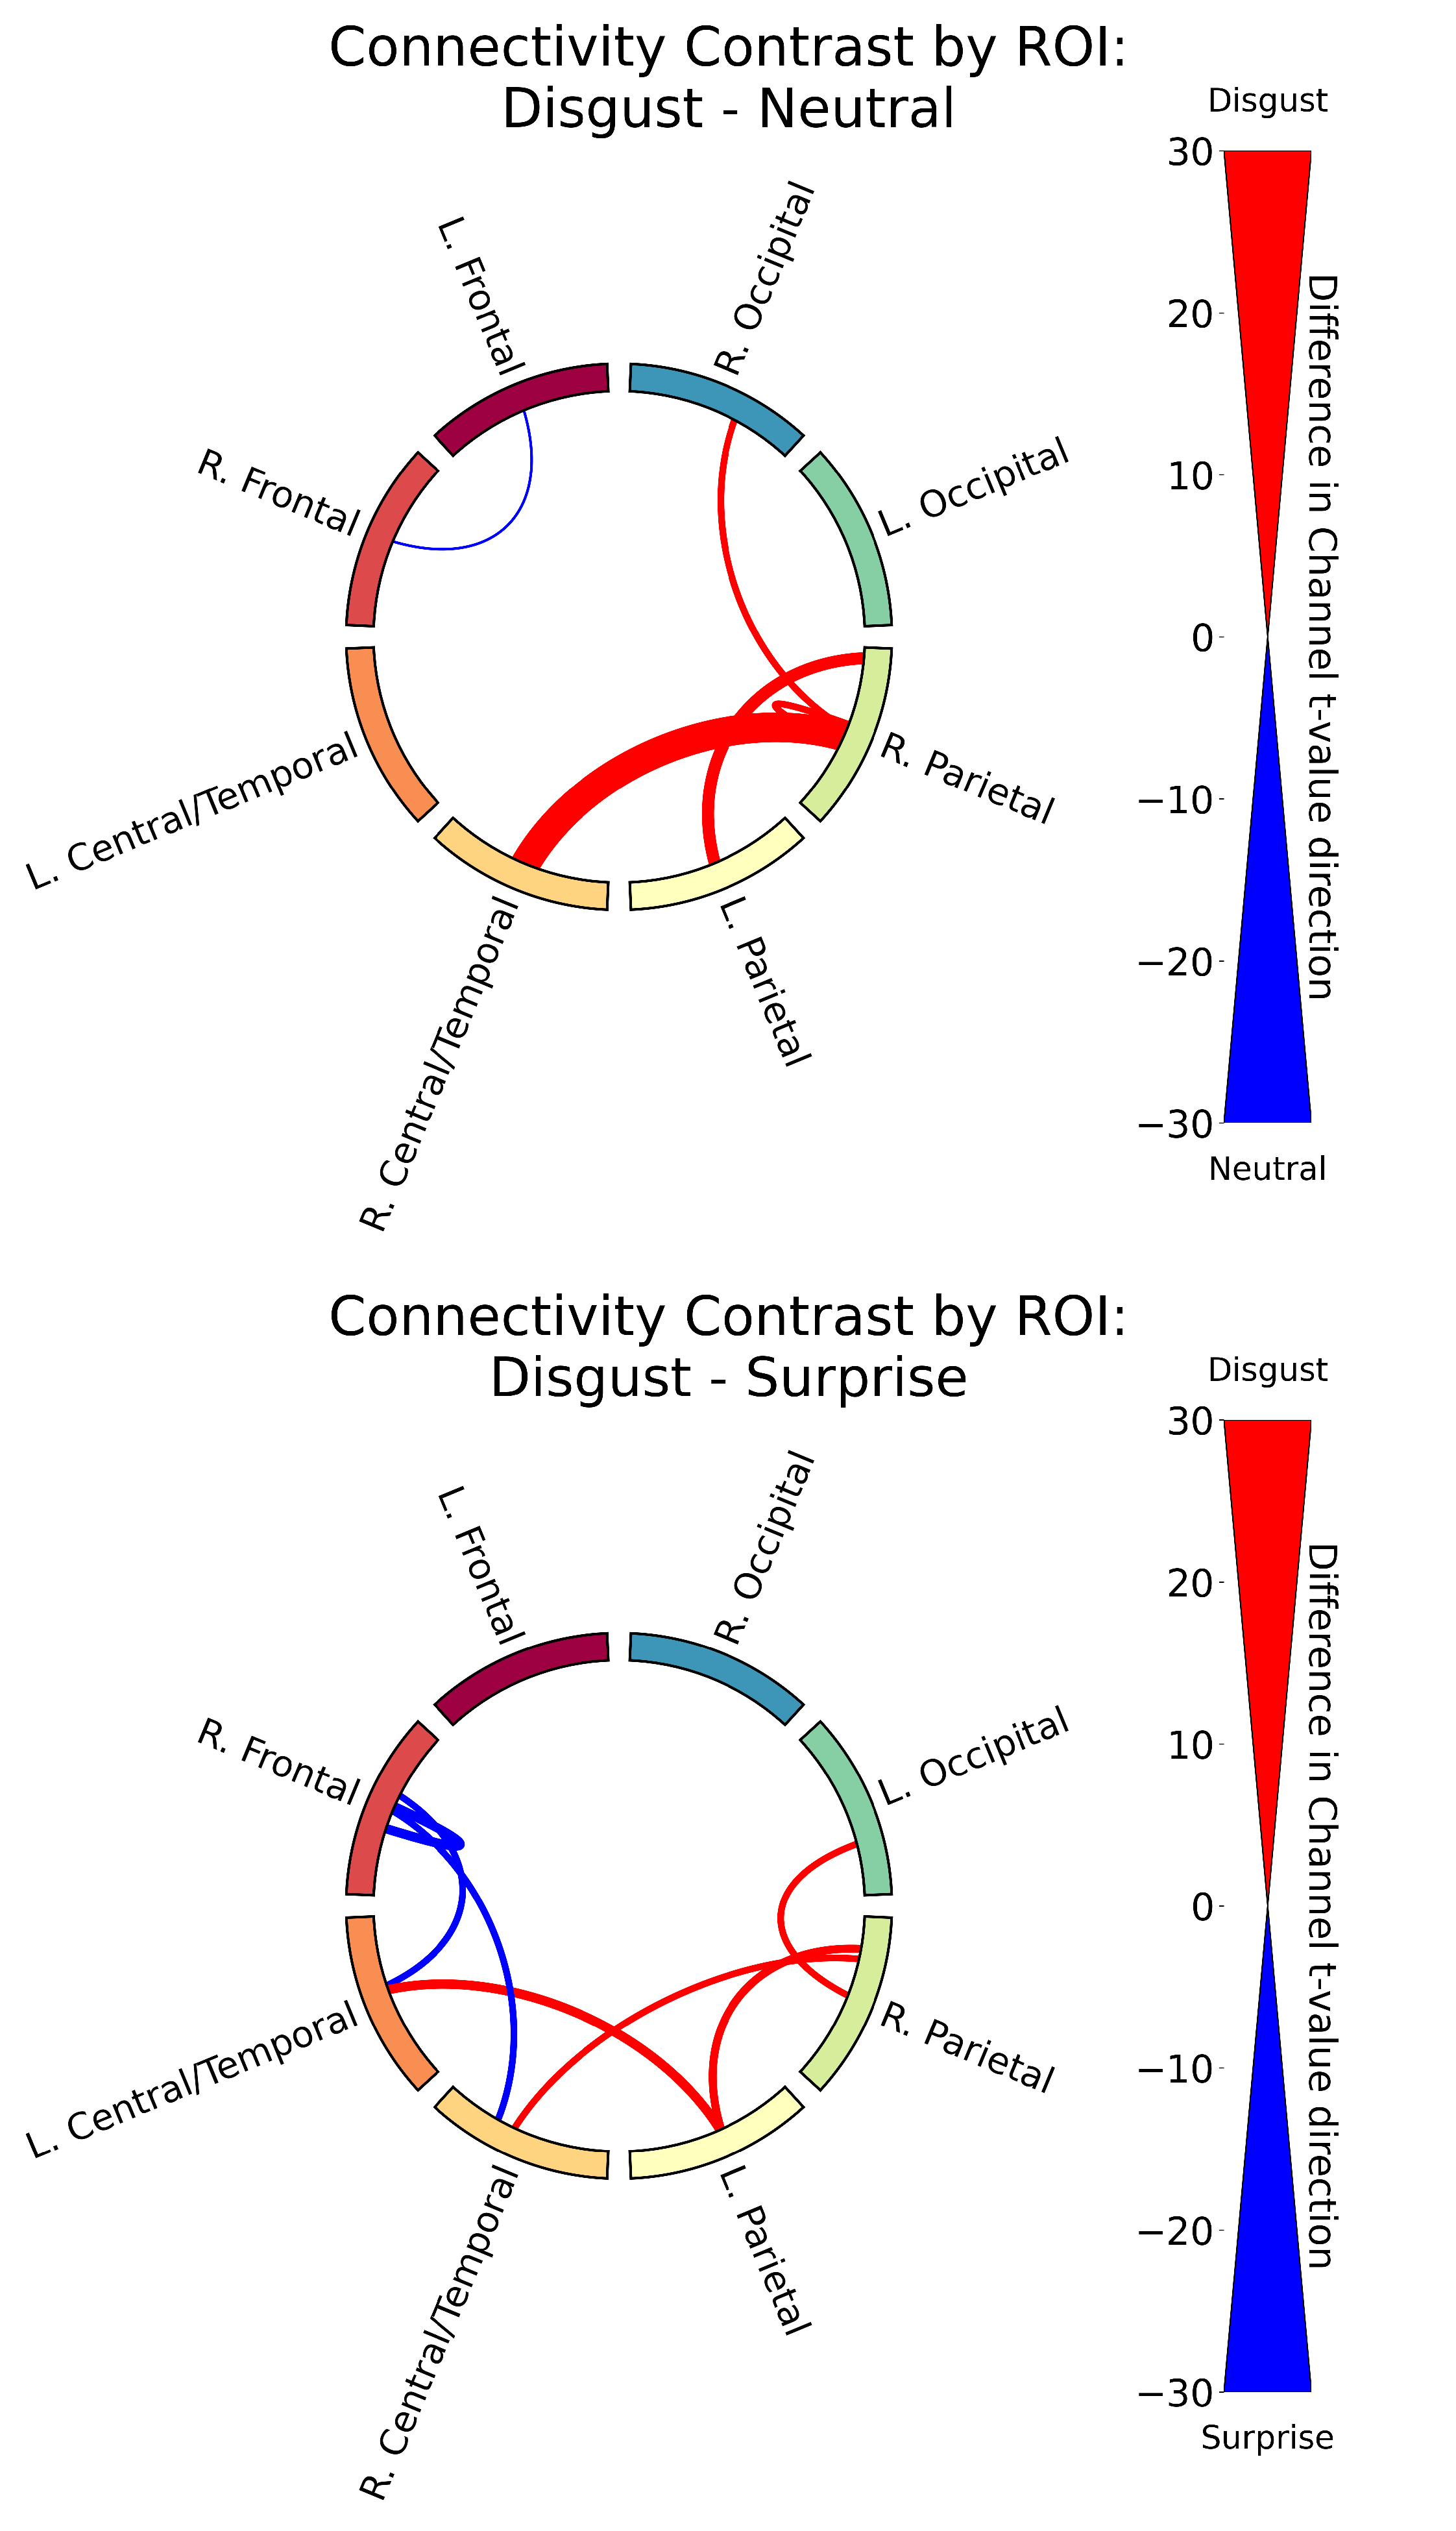 Connectivity Contrast by ROI:
Disgust - Neutral
Disgust
30
20
10
0
−10
−20
−30
Neutral
Difference in Channel t-value direction
R. Occipital
L. Frontal
L. Occipital
R. Frontal
R. Parietal
L. Central/Temporal
L. Parietal
R. Central/Temporal
Connectivity Contrast by ROI:
Disgust - Surprise
Disgust
30
20
10
0
−10
−20
−30
Surprise
Difference in Channel t-value direction
R. Occipital
L. Frontal
L. Occipital
R. Frontal
R. Parietal
L. Central/Temporal
L. Parietal
R. Central/Temporal